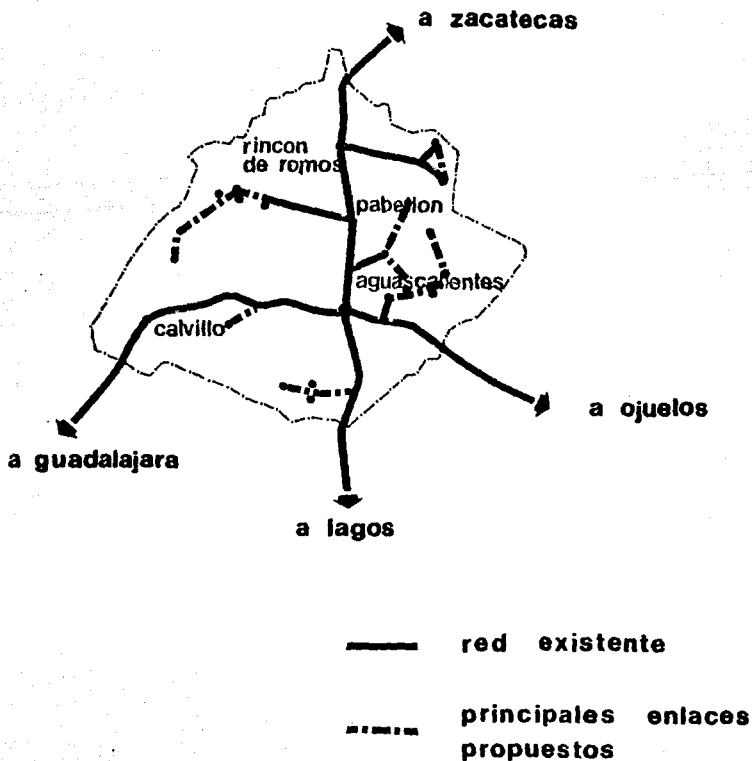 a zacatecas
rincon
de romos
pabellon
aguascalientes
calvillo
a ojuelos
a guadalajara
a lagos
red existente
principales enlaces
propuestos